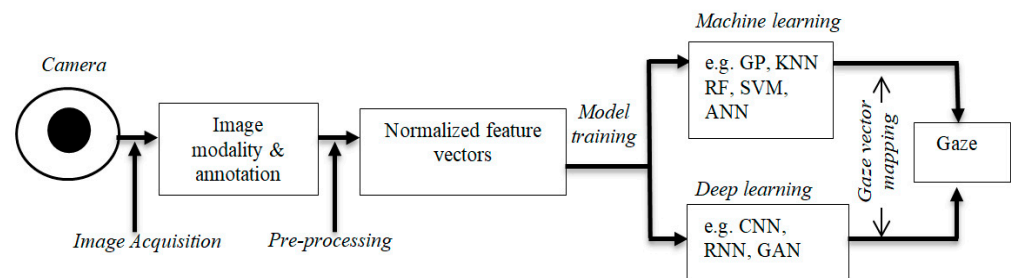 Camera
Image
modality &
annotation
Image Acquisition
Pre-processing
Normalized feature
vectors
Model
training
Machine learning
e.g. GP, KNN
RF, SVM,
ANN
Deep learning
e.g. CNN,
RNN, GAN
Gaze vector
mapping
Gaze